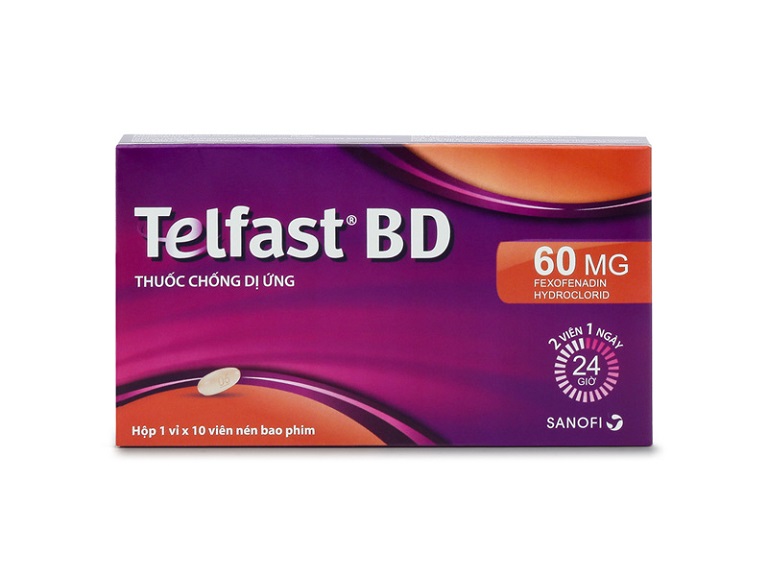 Telfast® BD
THUỐC CHỐNG DỊ ỨNG
60 MG
FEXOFENADIN
HYDROCLORID
2 VIÊN 1 NGÀY
24
GIỜ
SANOFI
Hộp 1 vỉ x 10 viên nén bao phim